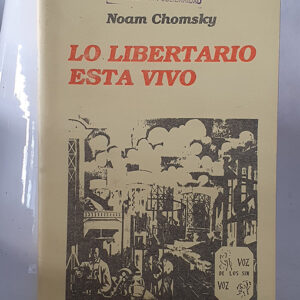 Noam Chomsky
LO LIBERTARIO
ESTA VIVO
VOZ
DE LOS SIN
VOZ